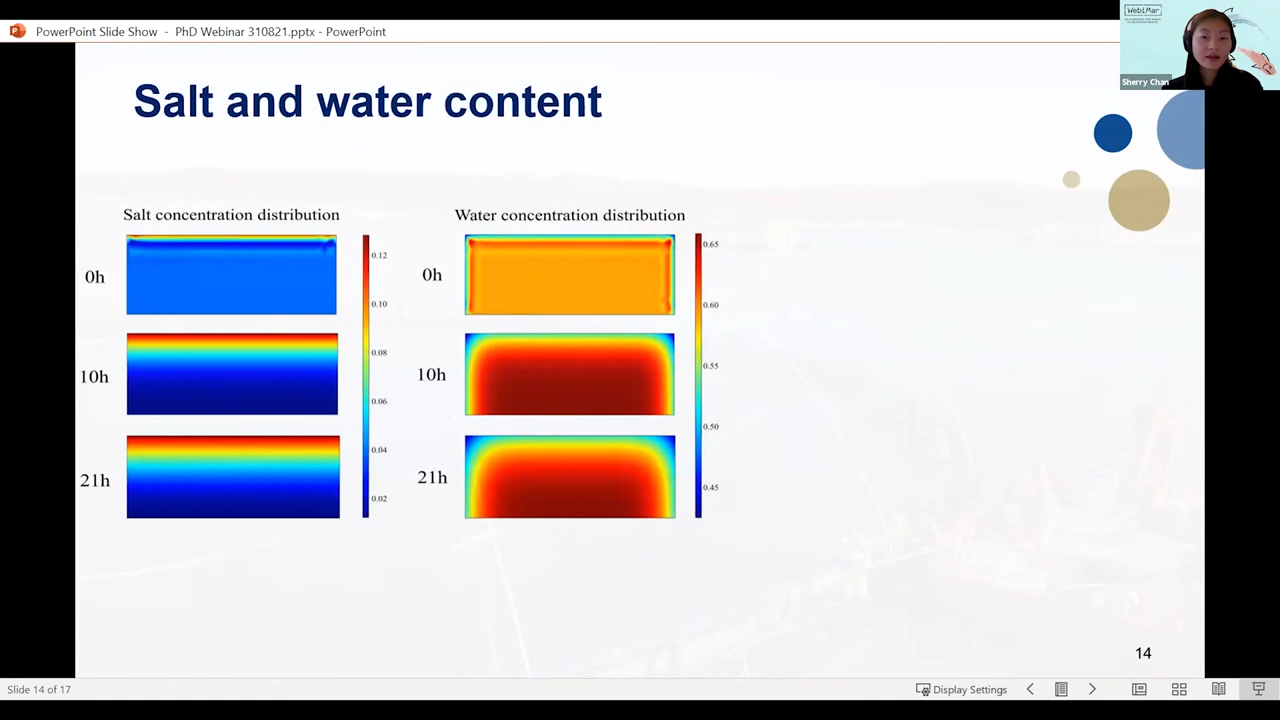 PowerPoint Slide Show - PhD Webinar 310821.pptx - PowerPoint
WebiMar
Sherry Chan
Salt and water content
Salt concentration distribution
0h
10h
21h
0.12
0.10
0.08
0.06
0.04
0.02
Water concentration distribution
0h
10h
21h
0.65
0.60
0.55
0.50
0.45
14
Slide 14 of 17
Display Settings